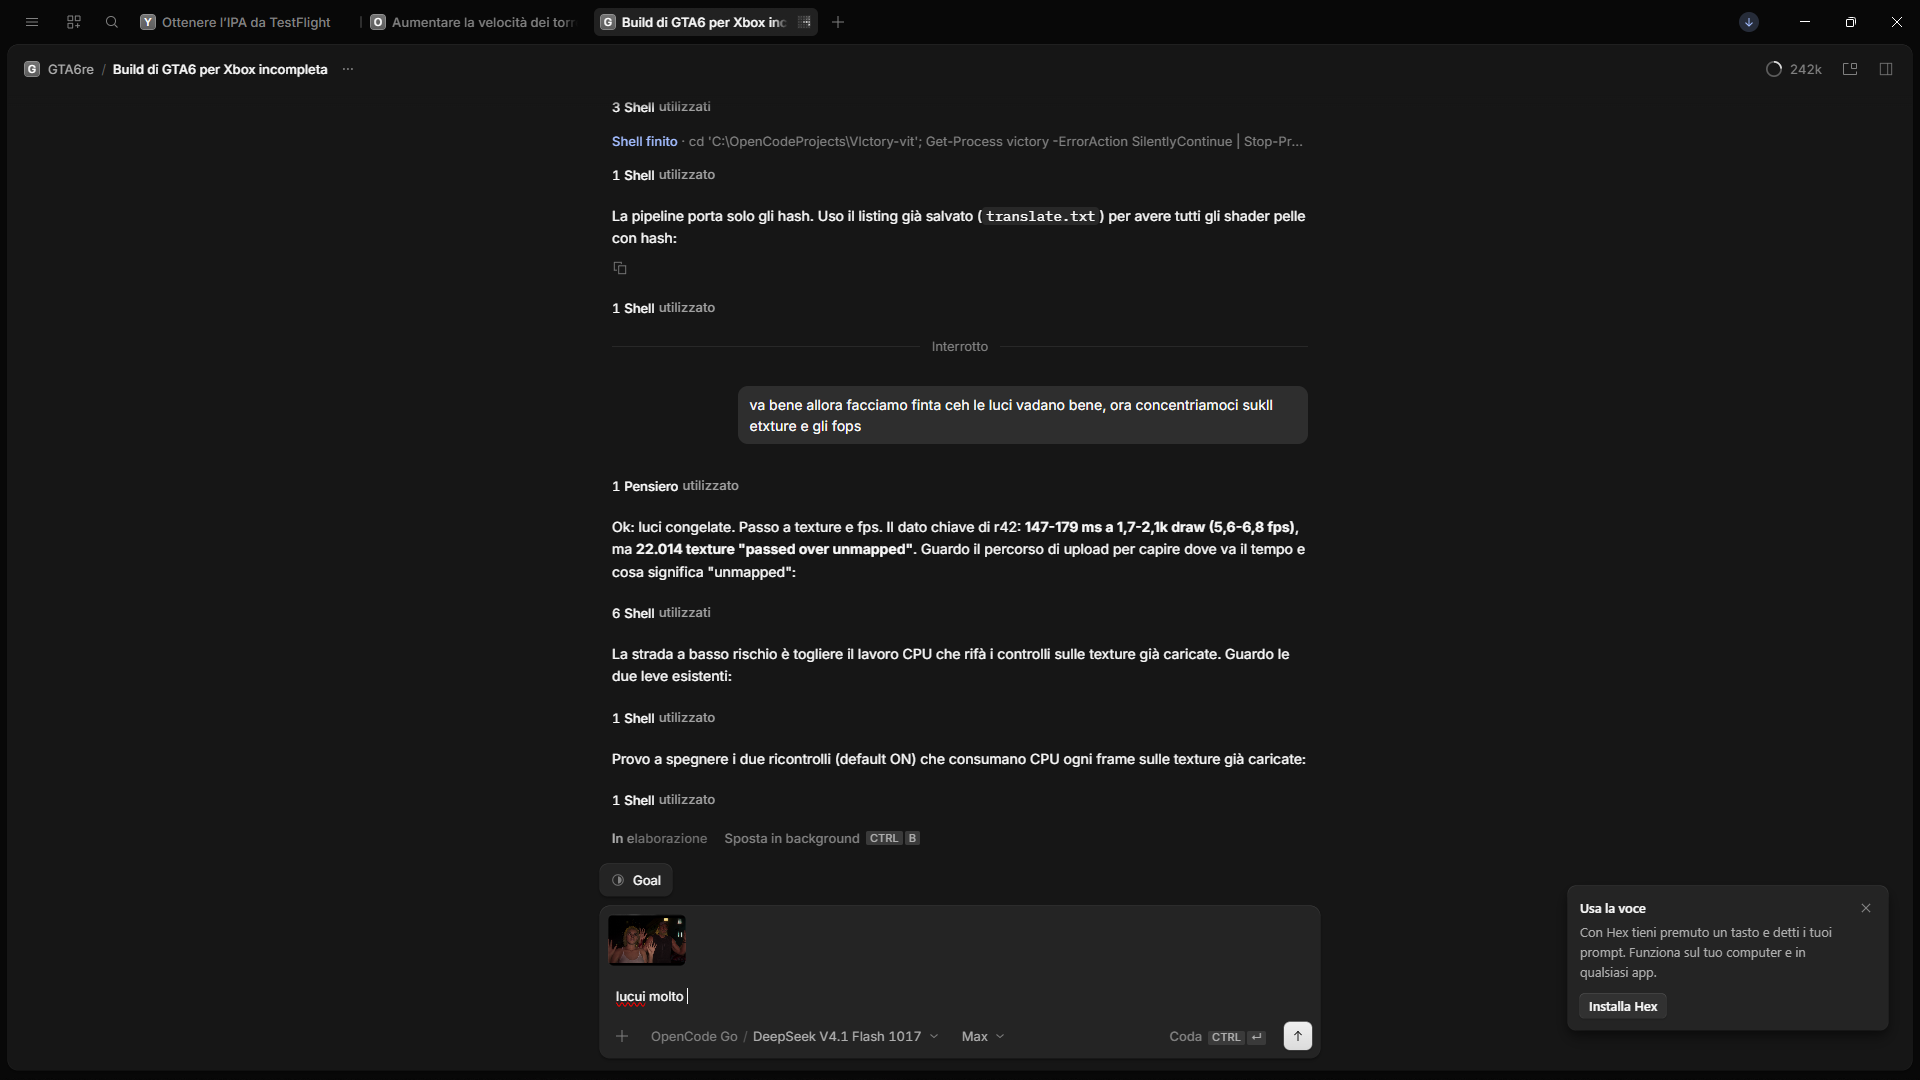 Y Ottenere l'IPA da TestFlight
O Aumentare la velocità dei torr
G Build di GTA6 per Xbox inc
G GTA6re / Build di GTA6 per Xbox incompleta ···
242k
3 Shell utilizzati
Shell finito · cd 'C:\OpenCodeProjects\VIctory-vit'; Get-Process victory -ErrorAction SilentlyContinue | Stop-Pr...
1 Shell utilizzato
La pipeline porta solo gli hash. Uso il listing già salvato ( translate.txt ) per avere tutti gli shader pelle
con hash:
1 Shell utilizzato
Interrotto
va bene allora facciamo finta ceh le luci vadano bene, ora concentriamoci sukll
etxture e gli fops
1 Pensiero utilizzato
Ok: luci congelate. Passo a texture e fps. Il dato chiave di r42: 147-179 ms a 1,7-2,1k draw (5,6-6,8 fps),
ma 22.014 texture "passed over unmapped". Guardo il percorso di upload per capire dove va il tempo e
cosa significa "unmapped":
6 Shell utilizzati
La strada a basso rischio è togliere il lavoro CPU che rifà i controlli sulle texture già caricate. Guardo le
due leve esistenti:
1 Shell utilizzato
Provo a spegnere i due ricontrolli (default ON) che consumano CPU ogni frame sulle texture già caricate:
1 Shell utilizzato
In elaborazione Sposta in background CTRL B
Goal
lucui molto
OpenCode Go / DeepSeek V4.1 Flash 1017 Max
Coda CTRL ↵
Usa la voce
Con Hex tieni premuto un tasto e detti i tuoi
prompt. Funziona sul tuo computer e in
qualsiasi app.
Installa Hex